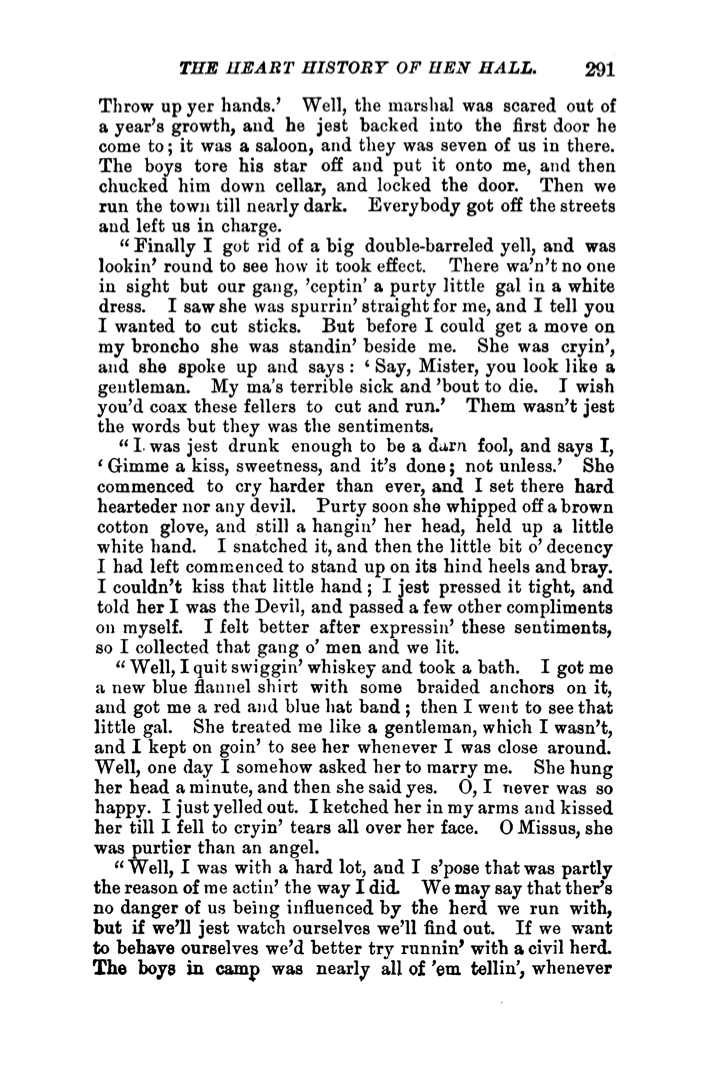 THE HEART HISTORY OF HEN HALL. 291
Throw up yer hands.' Well, the marshal was scared out of
a year's growth, and he jest backed into the first door he
come to; it was a saloon, and they was seven of us in there.
The boys tore his star off and put it onto me, and then
chucked him down cellar, and locked the door. Then we
run the town till nearly dark. Everybody got off the streets
and left us in charge.
"Finally I got rid of a big double-barreled yell, and was
lookin' round to see how it took effect. There wa'n't no one
in sight but our gang, 'ceptin' a purty little gal in a white
dress. I saw she was spurrin' straight for me, and I tell you
I wanted to cut sticks. But before I could get a move on
my broncho she was standin' beside me. She was cryin',
and she spoke up and says: 'Say, Mister, you look like a
gentleman. My ma's terrible sick and 'bout to die. I wish
you'd coax these fellers to cut and run.' Them wasn't jest
the words but they was the sentiments.
"I was jest drunk enough to be a darn fool, and says I,
'Gimme a kiss, sweetness, and it's done; not unless.' She
commenced to cry harder than ever, and I set there hard
hearteder nor any devil. Purty soon she whipped off a brown
cotton glove, and still a hangin' her head, held up a little
white hand. I snatched it, and then the little bit o' decency
I had left commenced to stand up on its hind heels and bray.
I couldn't kiss that little hand; I jest pressed it tight, and
told her I was the Devil, and passed a few other compliments
on myself. I felt better after expressin' these sentiments,
so I collected that gang o' men and we lit.
"Well, I quit swiggin' whiskey and took a bath. I got me
a new blue flannel shirt with some braided anchors on it,
and got me a red and blue hat band; then I went to see that
little gal. She treated me like a gentleman, which I wasn't,
and I kept on goin' to see her whenever I was close around.
Well, one day I somehow asked her to marry me. She hung
her head a minute, and then she said yes. O, I never was so
happy. I just yelled out. I ketched her in my arms and kissed
her till I fell to cryin' tears all over her face. O Missus, she
was purtier than an angel.
"Well, I was with a hard lot, and I s'pose that was partly
the reason of me actin' the way I did. We may say that ther's
no danger of us being influenced by the herd we run with,
but if we'll jest watch ourselves we'll find out. If we want
to behave ourselves we'd better try runnin' with a civil herd.
The boys in camp was nearly all of 'em tellin', whenever